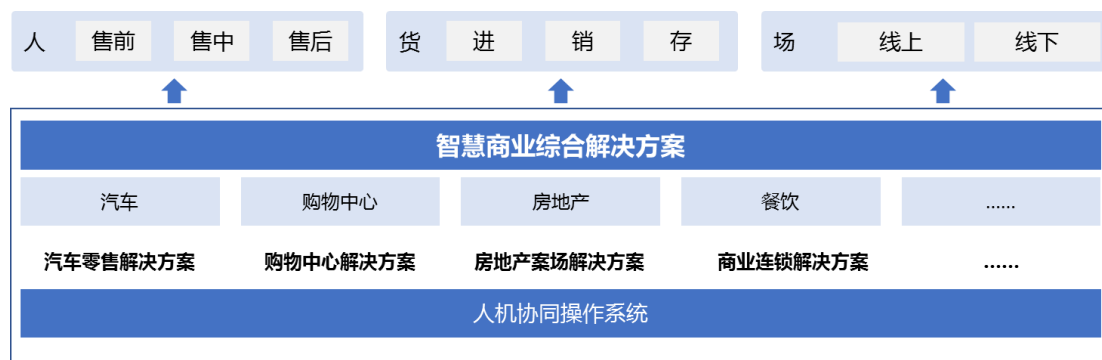 人 售前 售中 售后 货 进 销 存 场 线上 线下
智慧商业综合解决方案
汽车 购物中心 房地产 餐饮 ......
汽车零售解决方案 购物中心解决方案 房地产案场解决方案 商业连锁解决方案 ......
人机协同操作系统